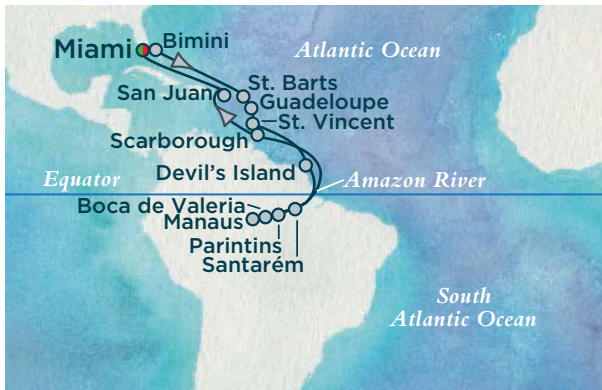 Miami
Bimini
Atlantic Ocean
San Juan
St. Barts
Guadeloupe
St. Vincent
Scarborough
Devil's Island
Equator
Amazon River
Boca de Valeria
Manaus
Parintins
Santarém
South
Atlantic Ocean